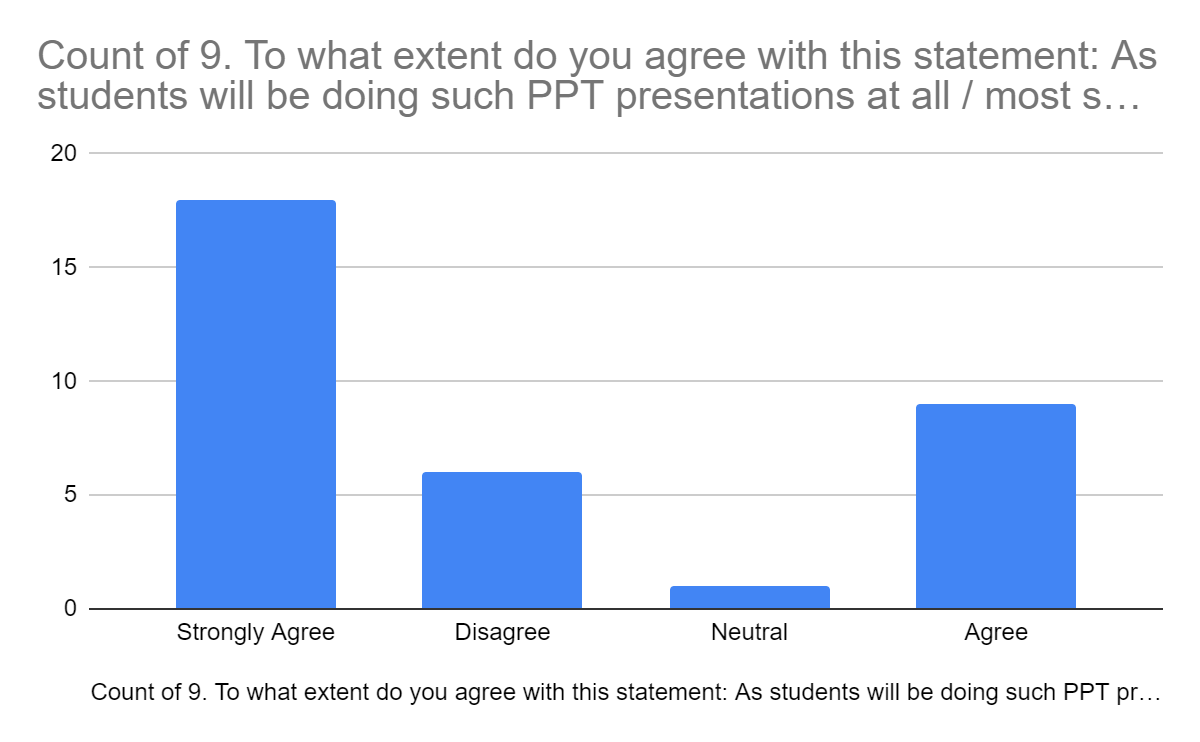 Count of 9. To what extent do you agree with this statement: As
students will be doing such PPT presentations at all / most s…
20
15
10
5
0
Strongly Agree
Disagree
Neutral
Agree
Count of 9. To what extent do you agree with this statement: As students will be doing such PPT pr…